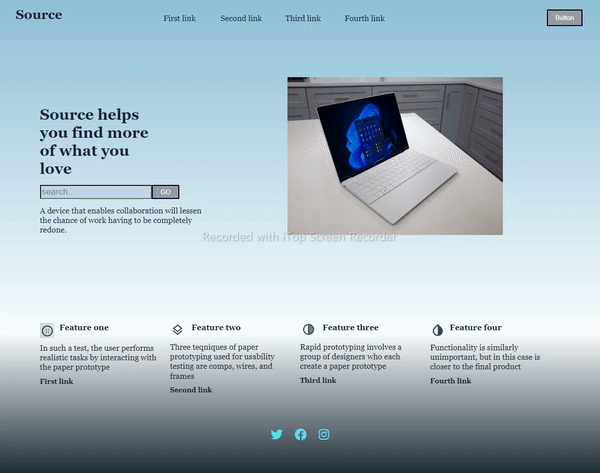 Source
First link
Second link
Third link
Fourth link
Button
Source helps
you find more
of what you
love
search..
GO
A device that enables collaboration will lessen
the chance of work having to be completely
redone.
Recorded with iTop Screen Recorder
Feature one
In such a test, the user performs
realistic tasks by interacting with
the paper prototype
First link
Feature two
Three teqniques of paper
prototyping used for usability
testing are comps, wires, and
frames
Second link
Feature three
Rapid prototyping involves a
group of designers who each
create a paper prototype
Third link
Feature four
Functionality is similarly
unimportant, but in this case is
closer to the final product
Fourth link